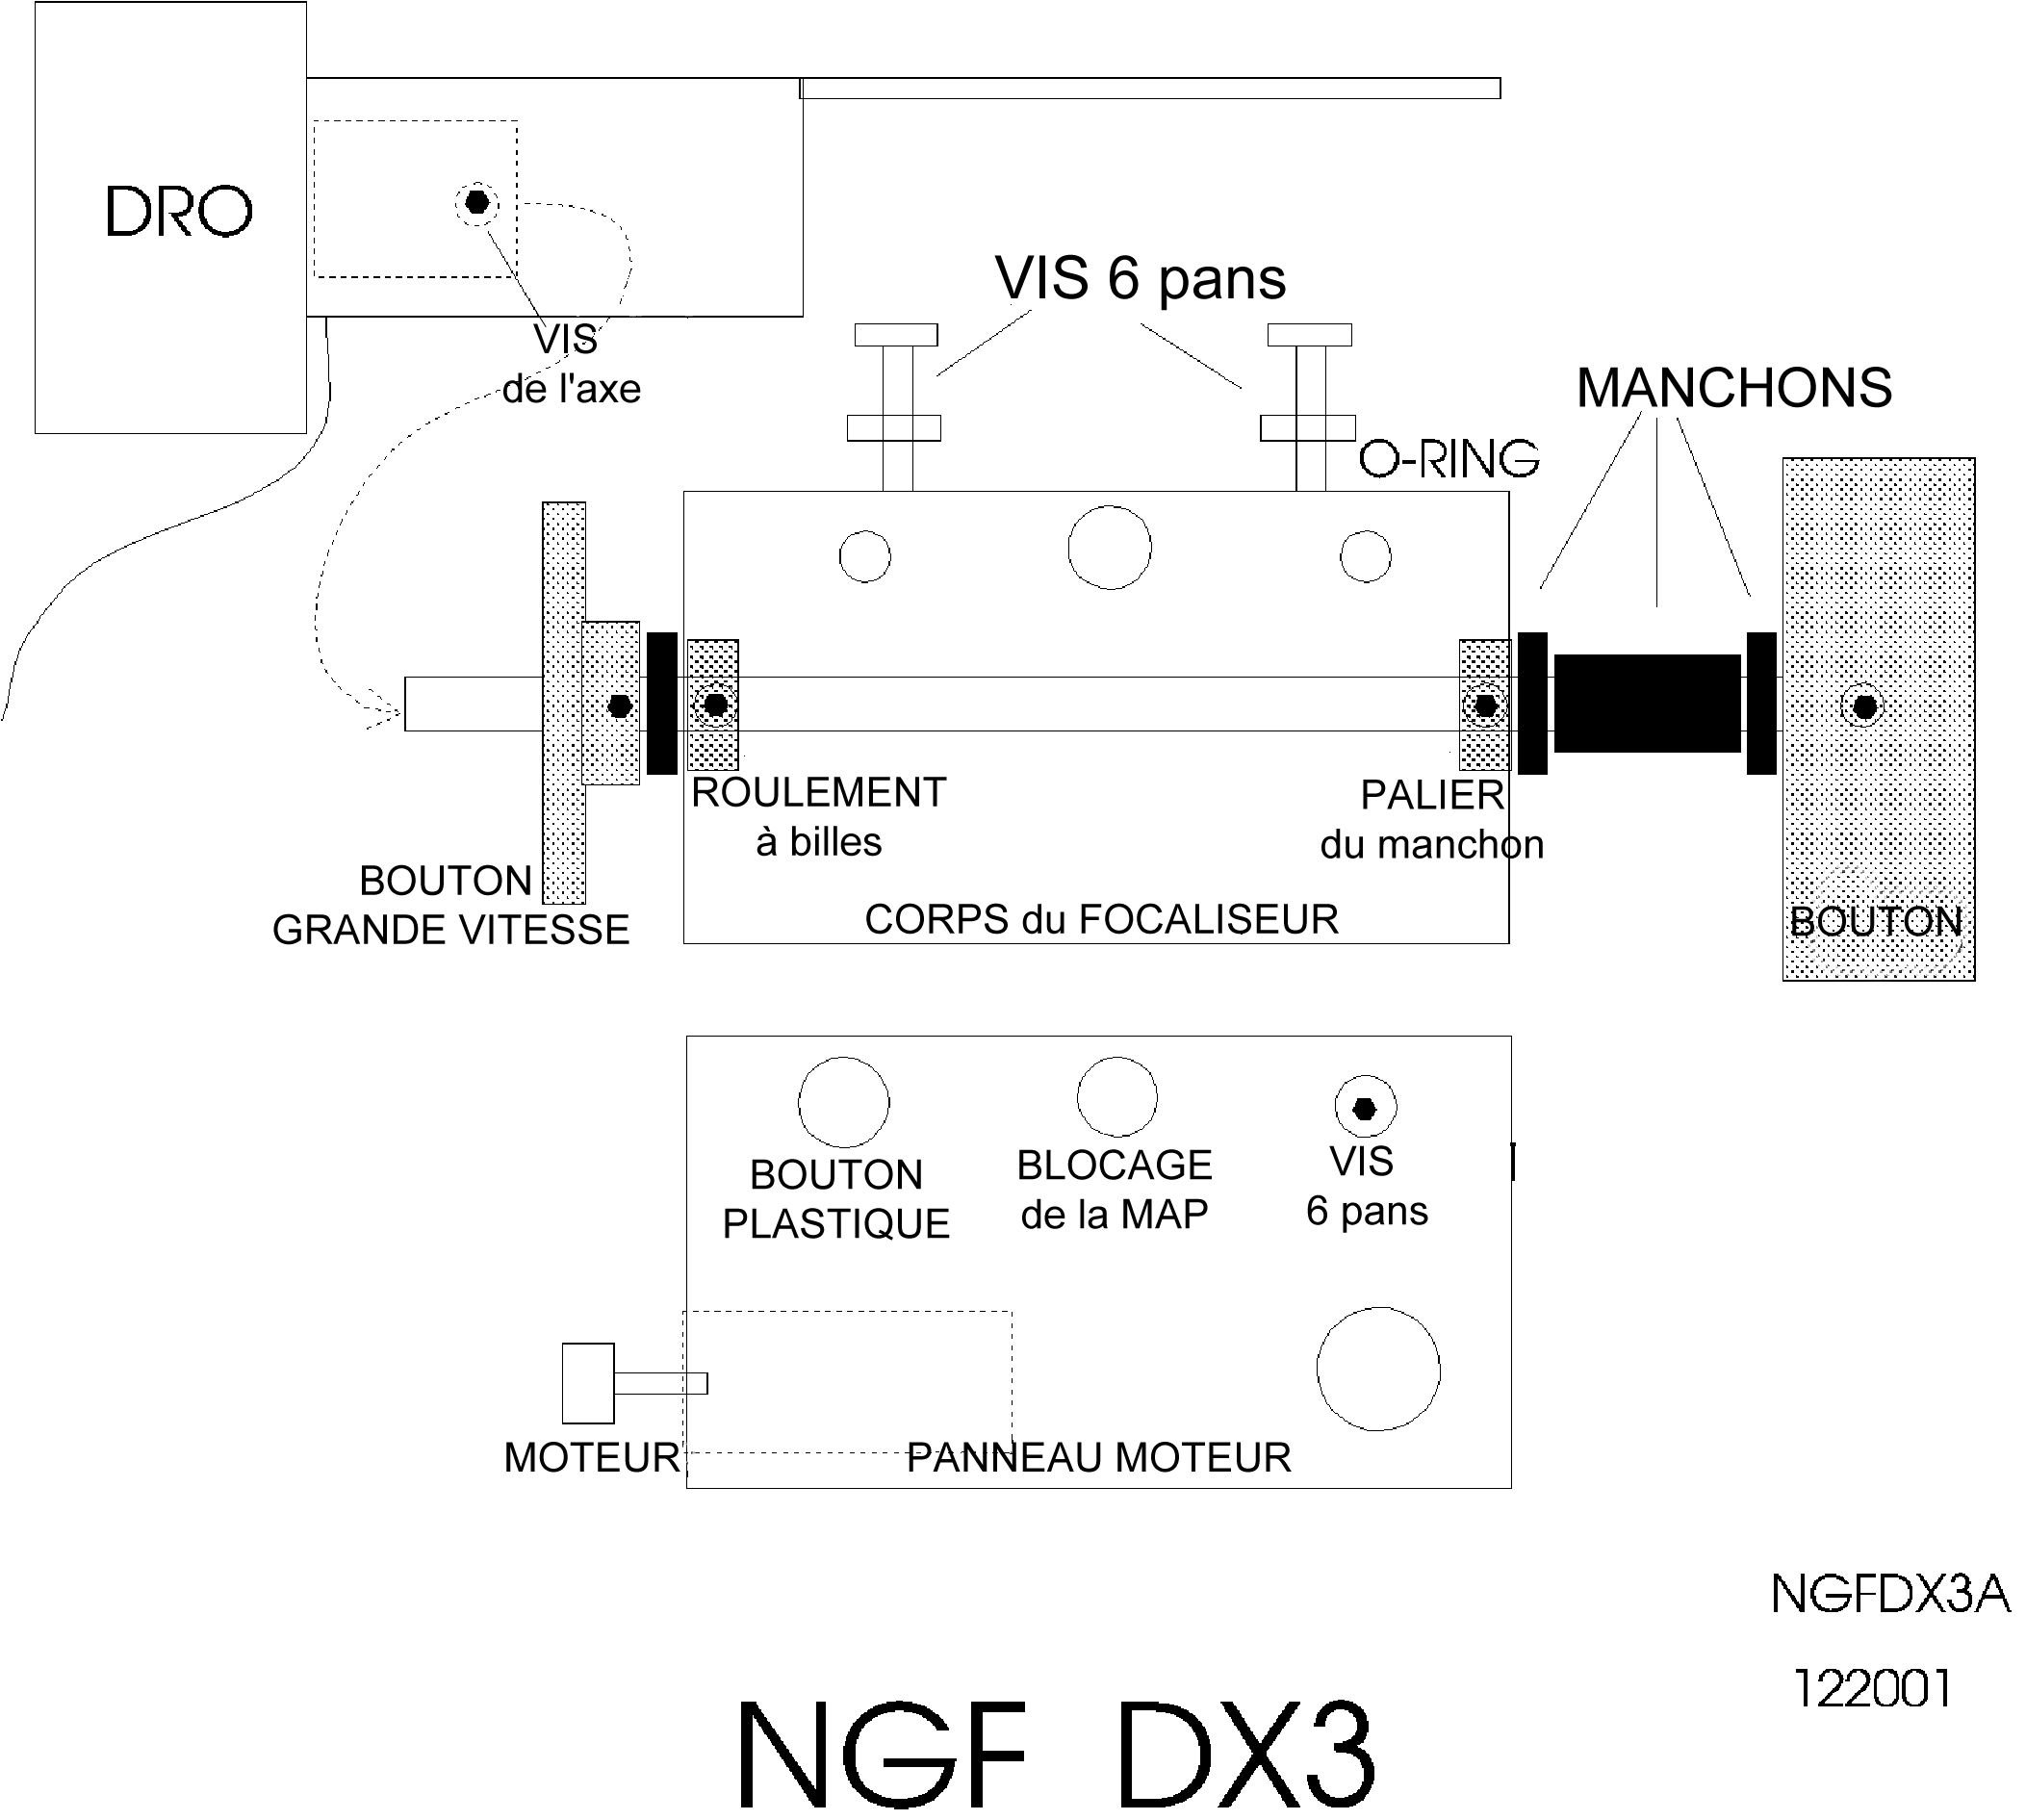 DRO
VIS
de l'axe
VIS 6 pans
MANCHONS
O-RING
ROULEMENT
à billes
PALIER
du manchon
BOUTON
GRANDE VITESSE
CORPS du FOCALISEUR
BOUTON
BOUTON
PLASTIQUE
BLOCAGE
de la MAP
VIS
6 pans
MOTEUR
PANNEAU MOTEUR
NGFDX3A
122001
NGF DX3